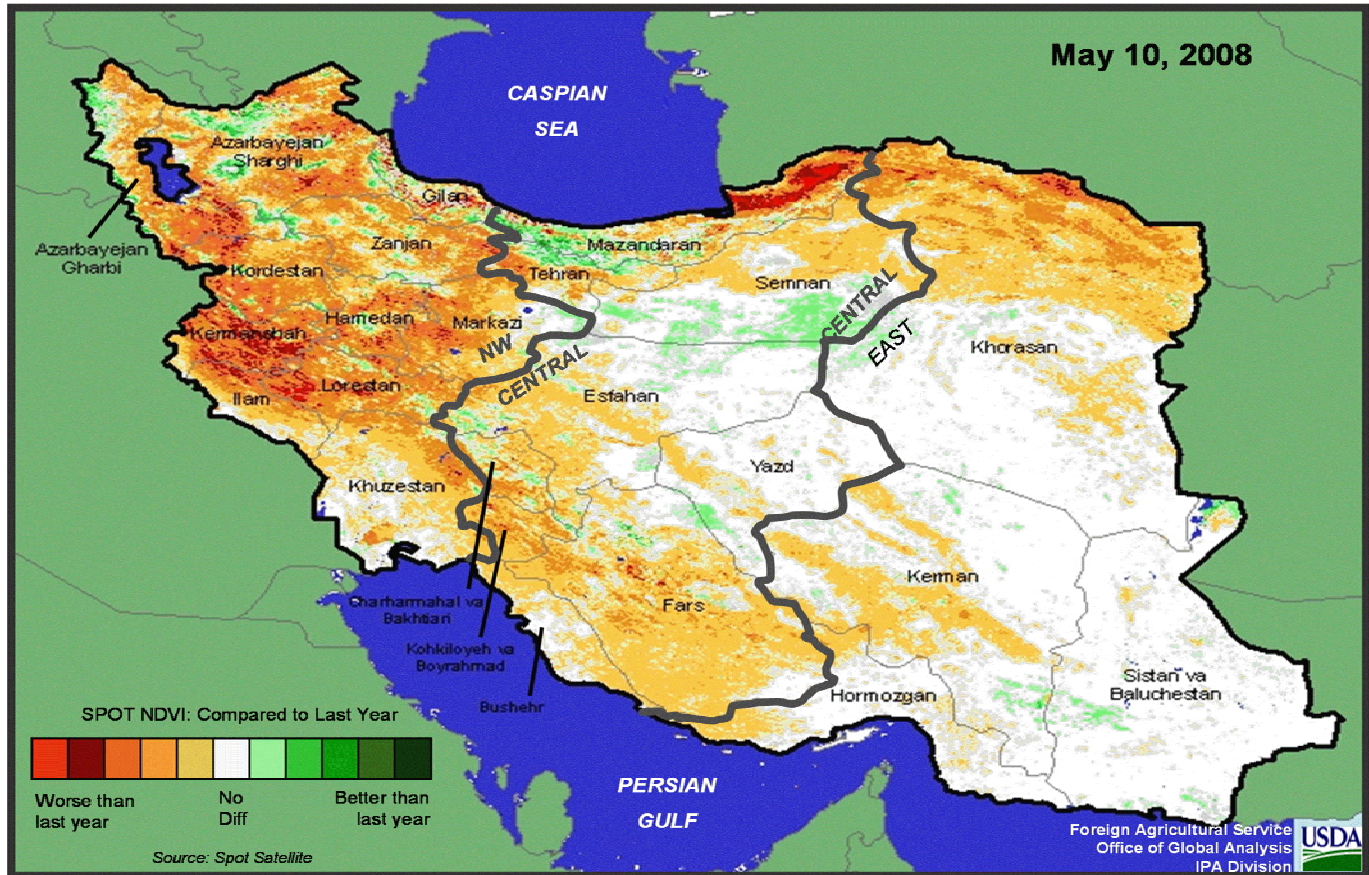 May 10, 2008
CASPIAN
SEA
Azarbayejan
Sharghi
Gilan
Azarbayejan
Gharbi
Zanjan
Mazandaran
Kordestan
Tehran
Semnan
Hamedan
Markazi
Kermanshah
NW
CENTRAL
CENTRAL
EAST
Khorasan
Lorestan
Ilam
Esfahan
Yazd
Khuzestan
Kerman
Fars
Charharmahal va
Bakhtiari
Kohkiloyeh va
Boyrahmad
Bushehr
Hormozgan
Sistan va
Baluchestan
SPOT NDVI: Compared to Last Year
Worse than
last year
No
Diff
Better than
last year
Source: Spot Satellite
PERSIAN
GULF
Foreign Agricultural Service
Office of Global Analysis
IPA Division
USDA